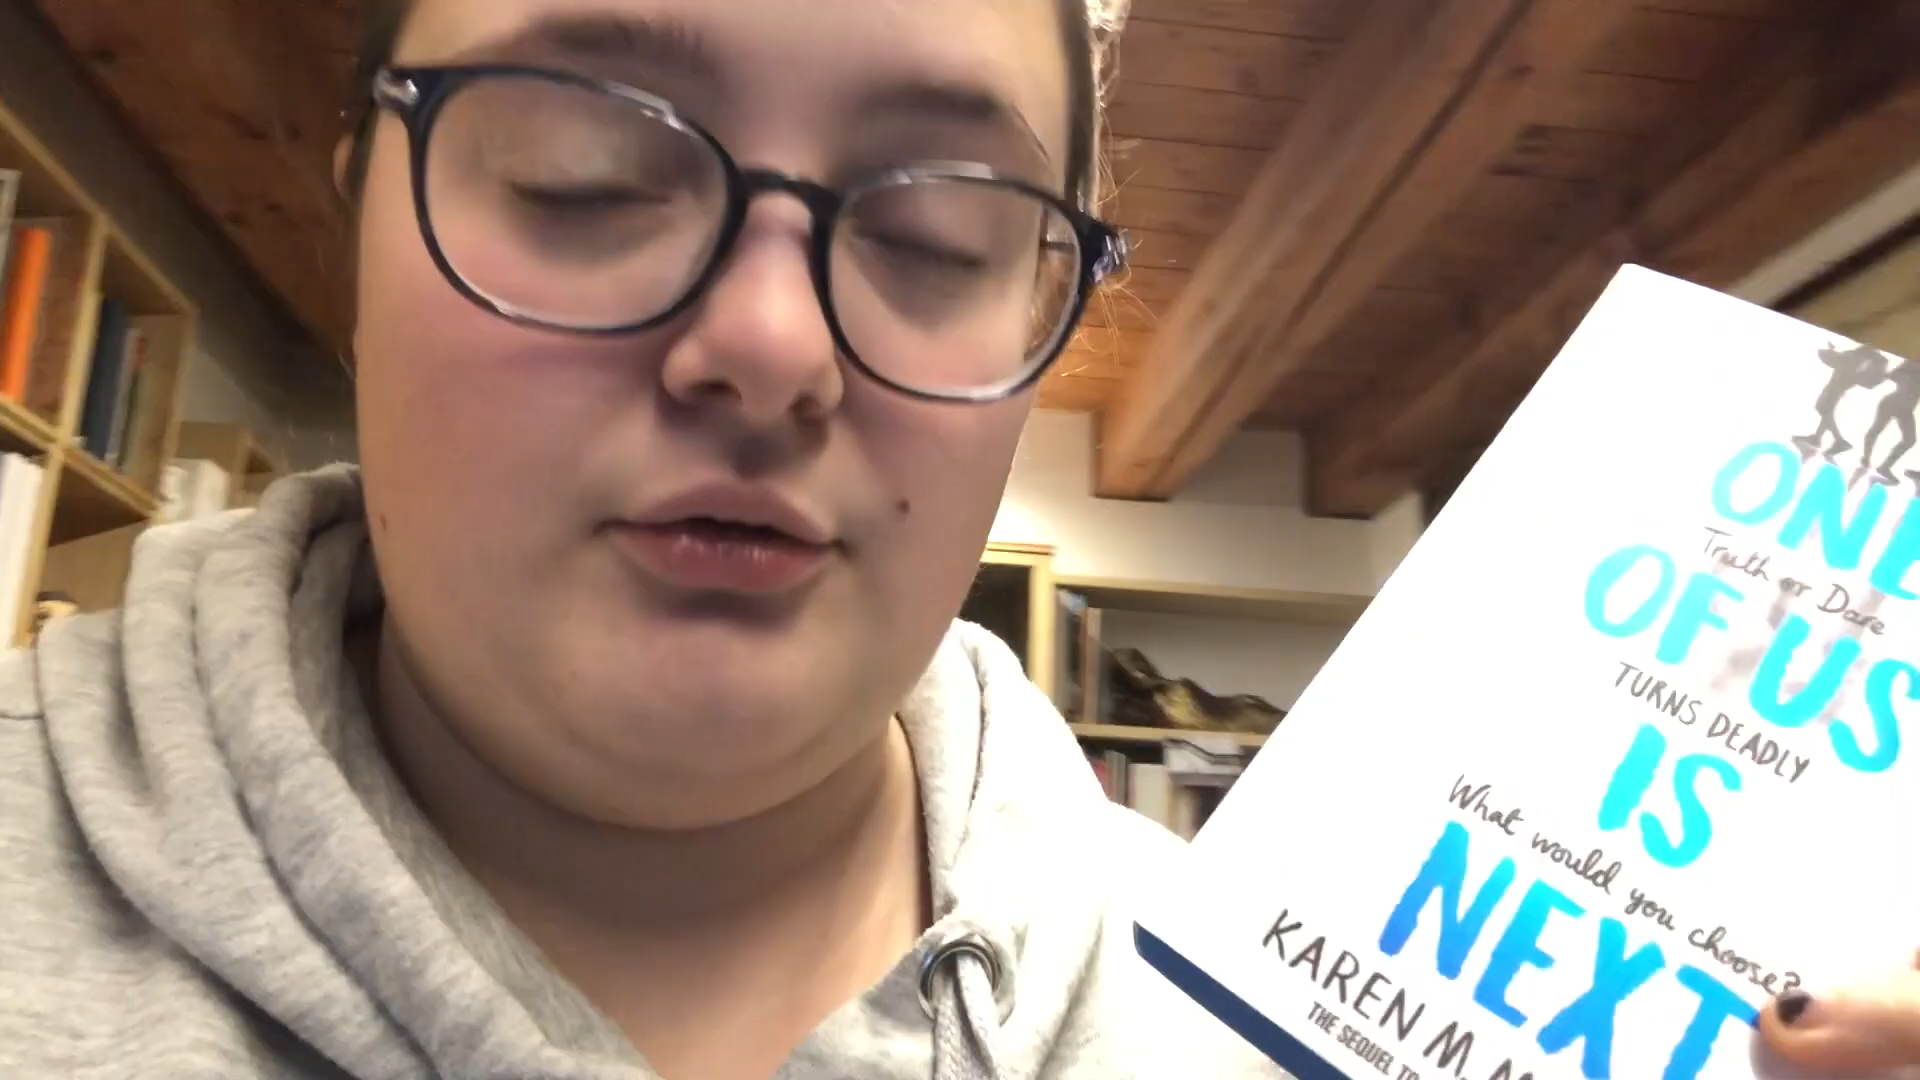 ONE
Truth or Dare
OF US
TURNS DEADLY
IS
What would you choose?
NEXT
KAREN M.
THE SEQUEL TO